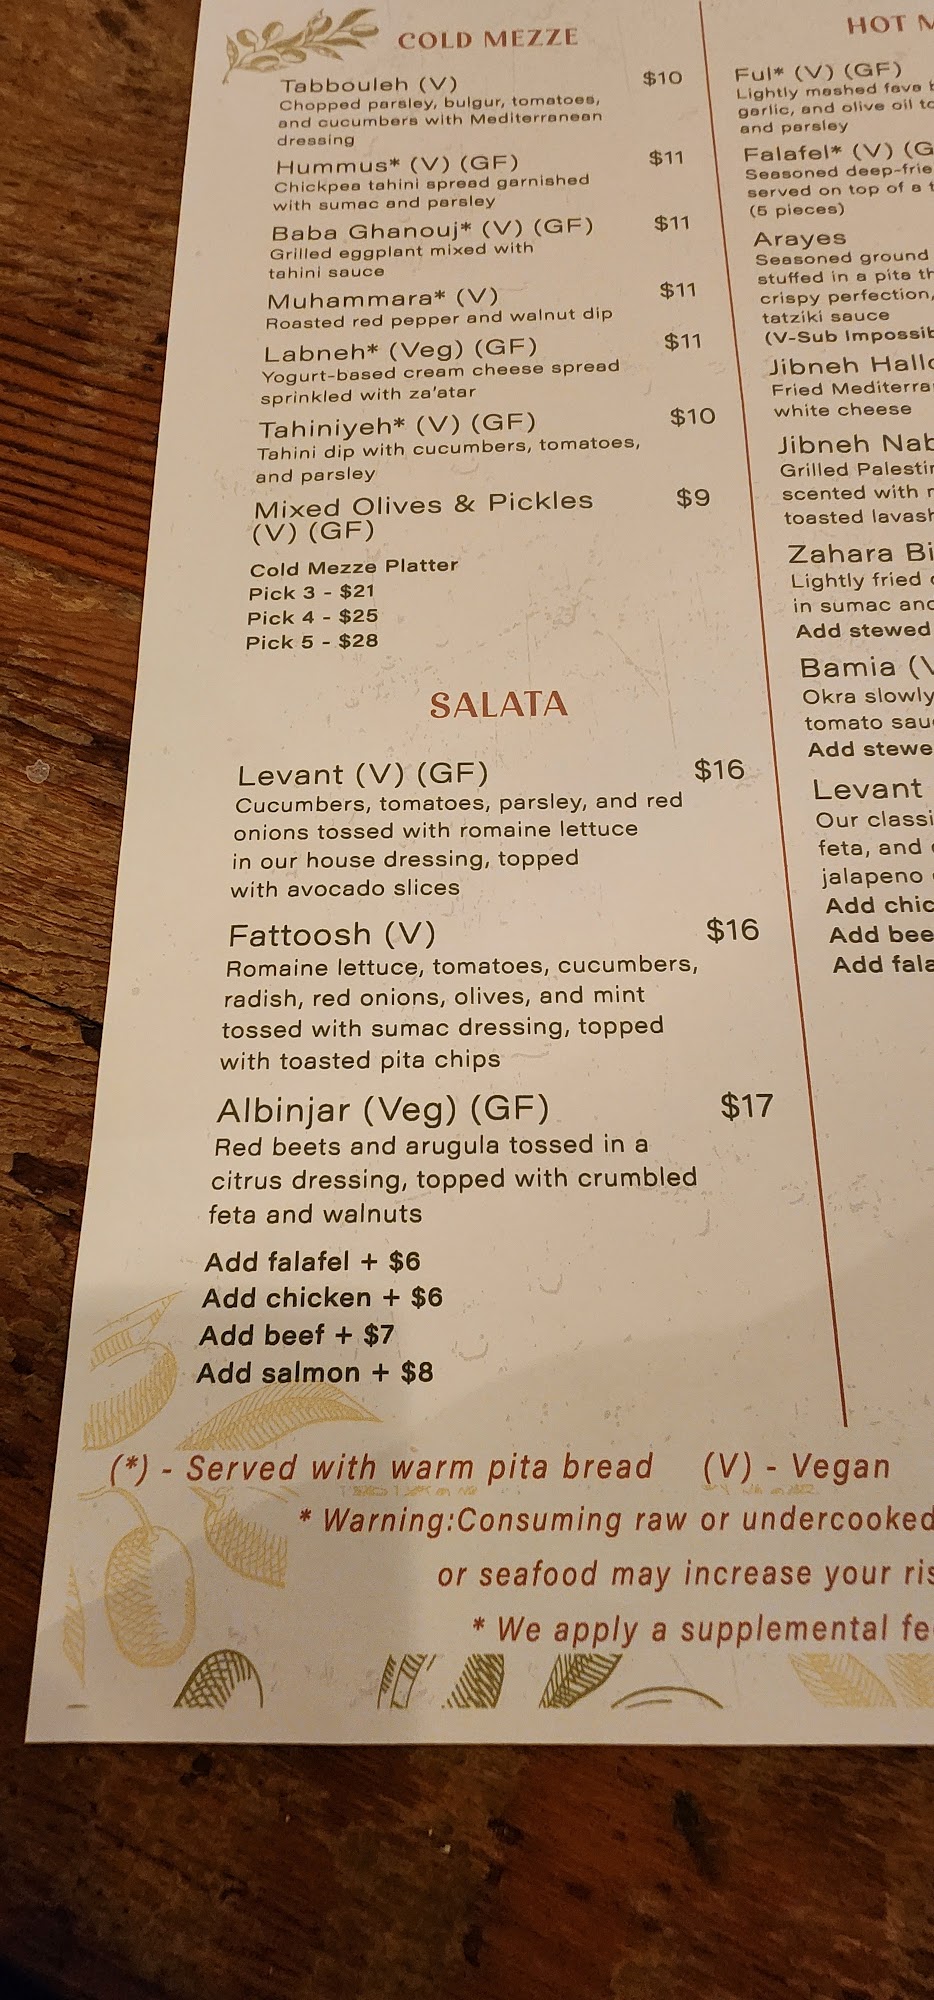 COLD MEZZE
Tabbouleh (V) $10
Chopped parsley, bulgur, tomatoes,
and cucumbers with Mediterranean
dressing
Hummus* (V) (GF) $11
Chickpea tahini spread garnished
with sumac and parsley
Baba Ghanouj* (V) (GF) $11
Grilled eggplant mixed with
tahini sauce
Muhammara* (V) $11
Roasted red pepper and walnut dip
Labneh* (Veg) (GF) $11
Yogurt-based cream cheese spread
sprinkled with za'atar
Tahiniyeh* (V) (GF) $10
Tahini dip with cucumbers, tomatoes,
and parsley
Mixed Olives & Pickles $9
(V) (GF)
Cold Mezze Platter
Pick 3 - $21
Pick 4 - $25
Pick 5 - $28
SALATA
Levant (V) (GF) $16
Cucumbers, tomatoes, parsley, and red
onions tossed with romaine lettuce
in our house dressing, topped
with avocado slices
Fattoosh (V) $16
Romaine lettuce, tomatoes, cucumbers,
radish, red onions, olives, and mint
tossed with sumac dressing, topped
with toasted pita chips
Albinjar (Veg) (GF) $17
Red beets and arugula tossed in a
citrus dressing, topped with crumbled
feta and walnuts
Add falafel + $6
Add chicken + $6
Add beef + $7
Add salmon + $8
HOT
Ful* (V) (GF)
Lightly mashed fava
garlic, and olive oil
and parsley
Falafel* (V)
Seasoned
served on top of a
(5 pieces)
Arayes
Seasoned ground
stuffed in a pita
crispy perfection,
tatziki sauce
(V-Sub
Jibneh
Fried
white cheese
Jibneh
Grilled
scented with
toasted
Zahara
Lightly fried
in sumac
Add stewed
Bamia
Okra slowly
tomato
Add
Levant
Our
feta, and
jalapeno
Add
Add
Add
(*) - Served with warm pita bread (V) - Vegan
* Warning:Consuming raw or undercooked
or seafood may increase your
* We apply a supplemental